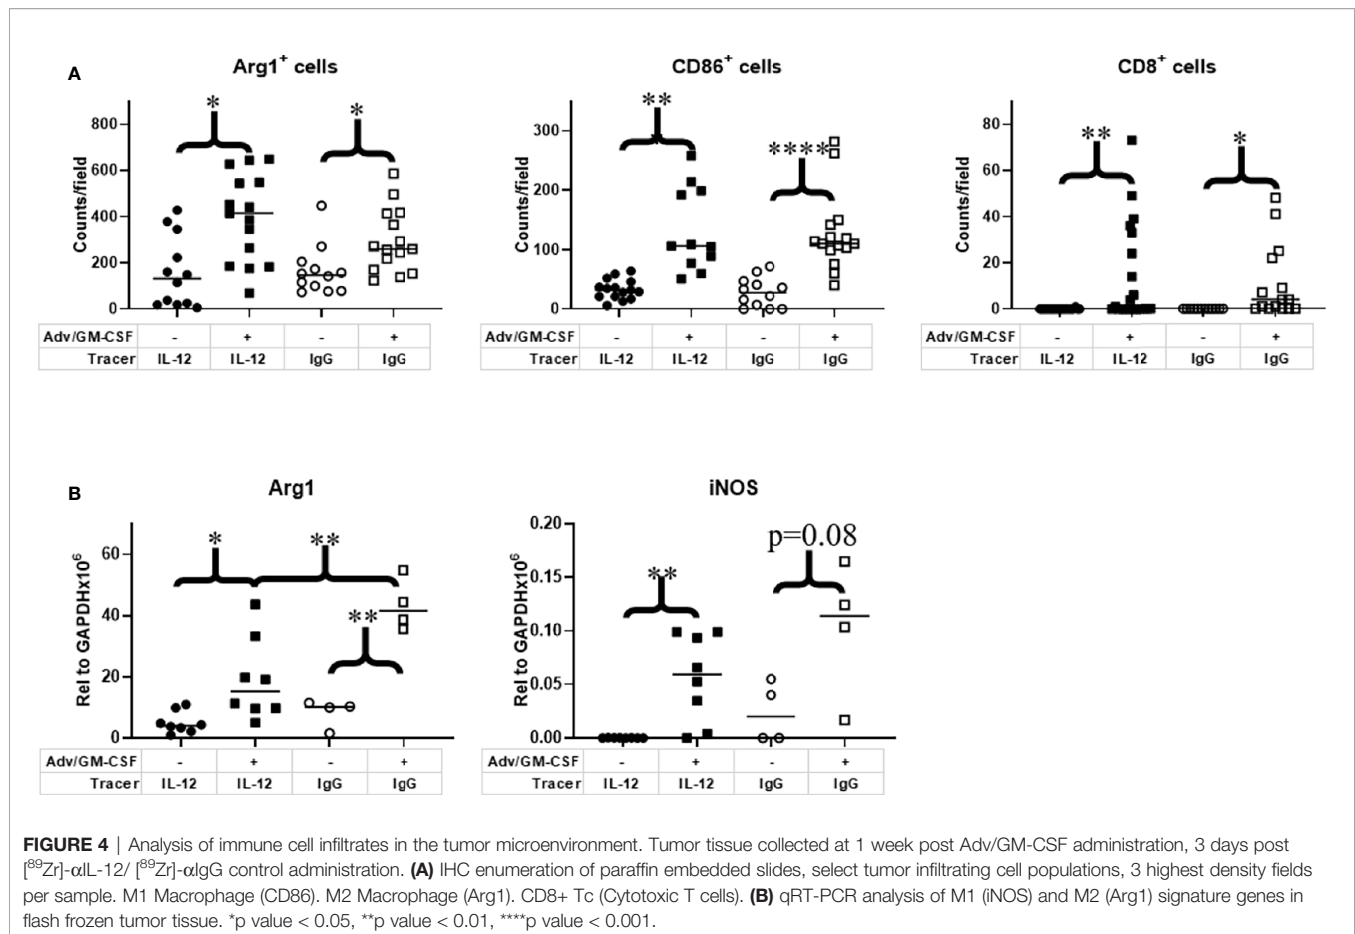 A
Arg1⁺ cells
CD86⁺ cells
CD8⁺ cells
Counts/field
800
600
400
200
0
*
*
Adv/GM-CSF - + - +
Tracer IL-12 IL-12 IgG IgG
Counts/field
300
200
100
0
**
****
- + - +
IL-12 IL-12 IgG IgG
Counts/field
80
60
40
20
0
**
*
Adv/GM-CSF - + - +
Tracer IL-12 IL-12 IgG IgG
B
Arg1
iNOS
Rel to GAPDHx10⁶
60
40
20
0
*
**
**
Adv/GM-CSF - + - +
Tracer IL-12 IL-12 IgG IgG
Rel to GAPDHx10⁶
0.20
0.15
0.10
0.05
0.00
**
p=0.08
Adv/GM-CSF - + - +
Tracer IL-12 IL-12 IgG IgG
FIGURE 4 | Analysis of immune cell infiltrates in the tumor microenvironment. Tumor tissue collected at 1 week post Adv/GM-CSF administration, 3 days post
[⁸⁹Zr]-αIL-12/ [⁸⁹Zr]-αIgG control administration. (A) IHC enumeration of paraffin embedded slides, select tumor infiltrating cell populations, 3 highest density fields
per sample. M1 Macrophage (CD86). M2 Macrophage (Arg1). CD8+ Tc (Cytotoxic T cells). (B) qRT-PCR analysis of M1 (iNOS) and M2 (Arg1) signature genes in
flash frozen tumor tissue. *p value < 0.05, **p value < 0.01, ****p value < 0.001.